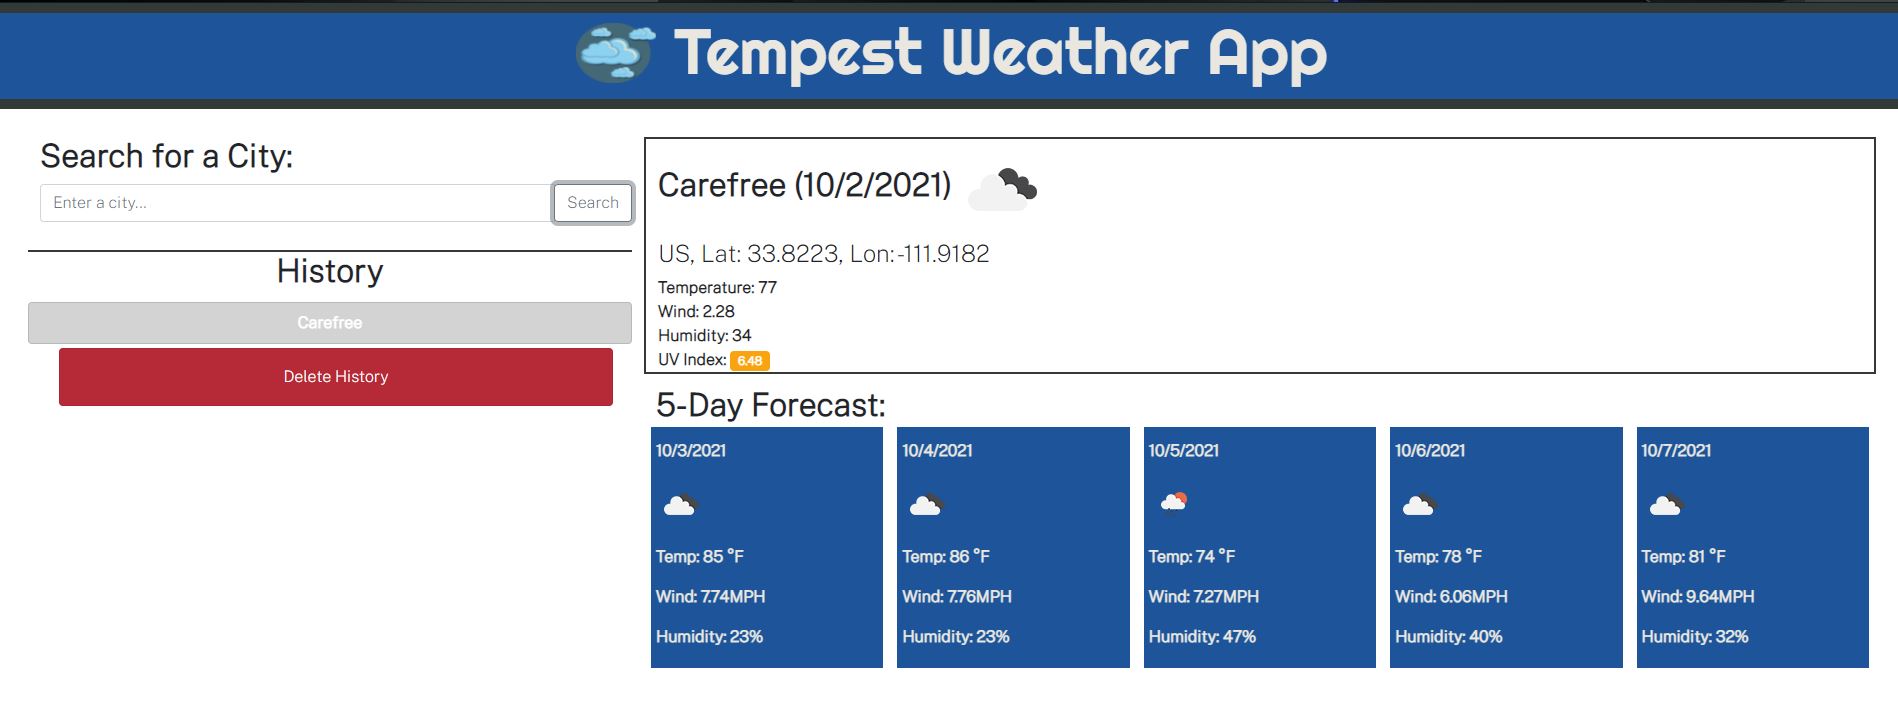 Tempest Weather App
Search for a City:
Enter a city...
Search
History
Carefree
Delete History
Carefree (10/2/2021)
US, Lat: 33.8223, Lon:-111.9182
Temperature: 77
Wind: 2.28
Humidity: 34
UV Index: 6.48
5-Day Forecast:
10/3/2021
Temp: 85 °F
Wind: 7.74MPH
Humidity: 23%
10/4/2021
Temp: 86 °F
Wind: 7.76MPH
Humidity: 23%
10/5/2021
Temp: 74 °F
Wind: 7.27MPH
Humidity: 47%
10/6/2021
Temp: 78 °F
Wind: 6.06MPH
Humidity: 40%
10/7/2021
Temp: 81 °F
Wind: 9.64MPH
Humidity: 32%